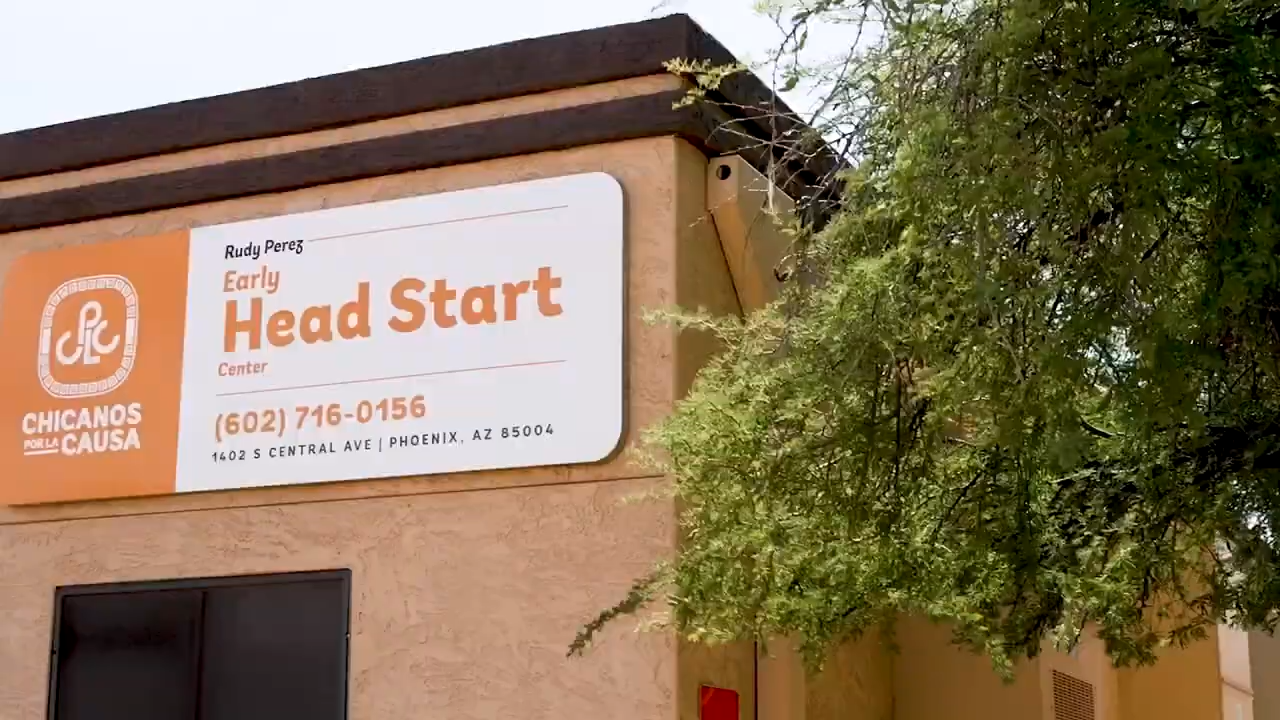 CPLC
CHICANOS
POR LA CAUSA
Rudy Perez
Early
Head Start
Center
(602) 716-0156
1402 S CENTRAL AVE | PHOENIX, AZ 85004